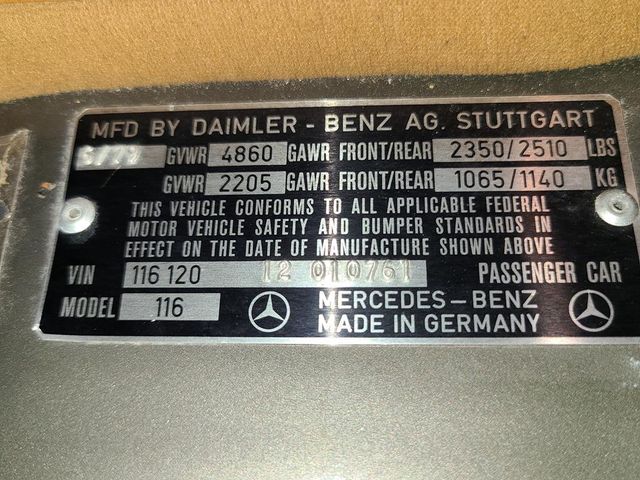 MFD BY DAIMLER - BENZ AG. STUTTGART
GVWR 4860 GAWR FRONT/REAR 2350/2510 LBS
GVWR 2205 GAWR FRONT/REAR 1065/1140 KG
THIS VEHICLE CONFORMS TO ALL APPLICABLE FEDERAL
MOTOR VEHICLE SAFETY AND BUMPER STANDARDS IN
EFFECT ON THE DATE OF MANUFACTURE SHOWN ABOVE
VIN 116 120 12 010761 PASSENGER CAR
MODEL 116 MERCEDES-BENZ
MADE IN GERMANY